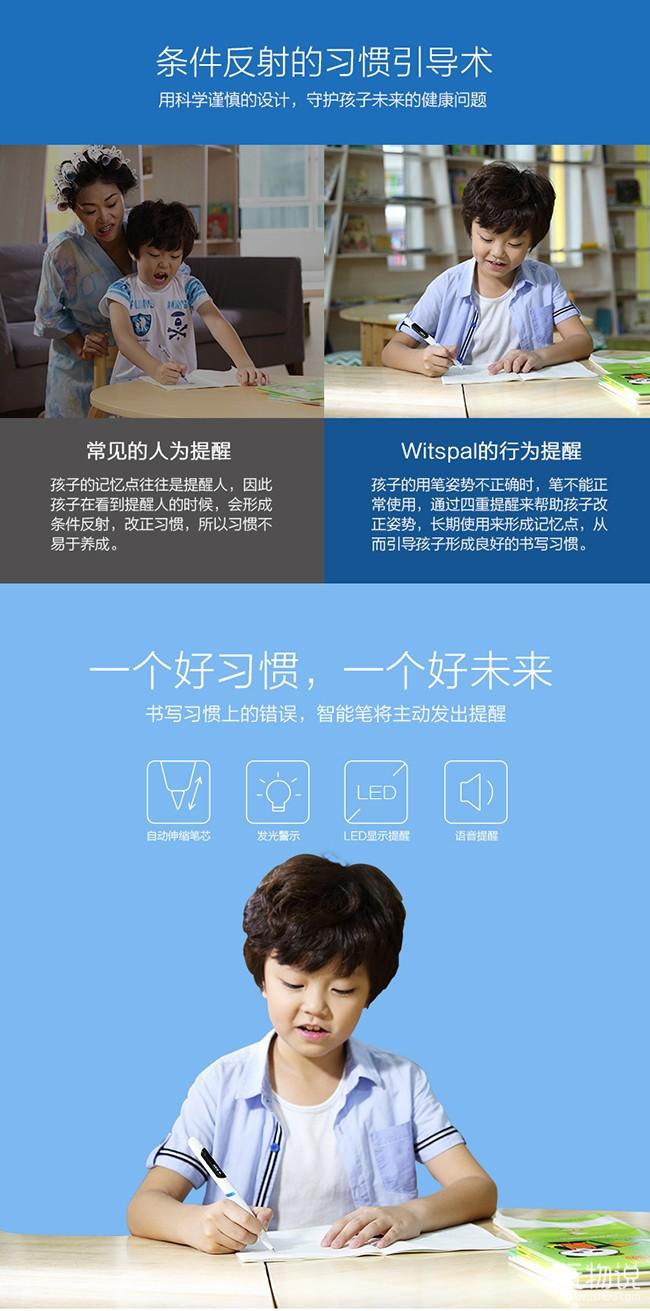 条件反射的习惯引导术
用科学谨慎的设计，守护孩子未来的健康问题
常见的人为提醒
孩子的记忆点往往是提醒人，因此
孩子在看到提醒人的时候，会形成
条件反射，改正习惯，所以习惯不
易于养成。
Witspal的行为提醒
孩子的用笔姿势不正确时，笔不能正
常使用，通过四重提醒来帮助孩子改
正姿势，长期使用来形成记忆点，从
而引导孩子形成良好的书写习惯。
一个好习惯，一个好未来
书写习惯上的错误，智能笔将主动发出提醒
LED
自动伸缩笔芯
发光警示
LED显示提醒
语音提醒